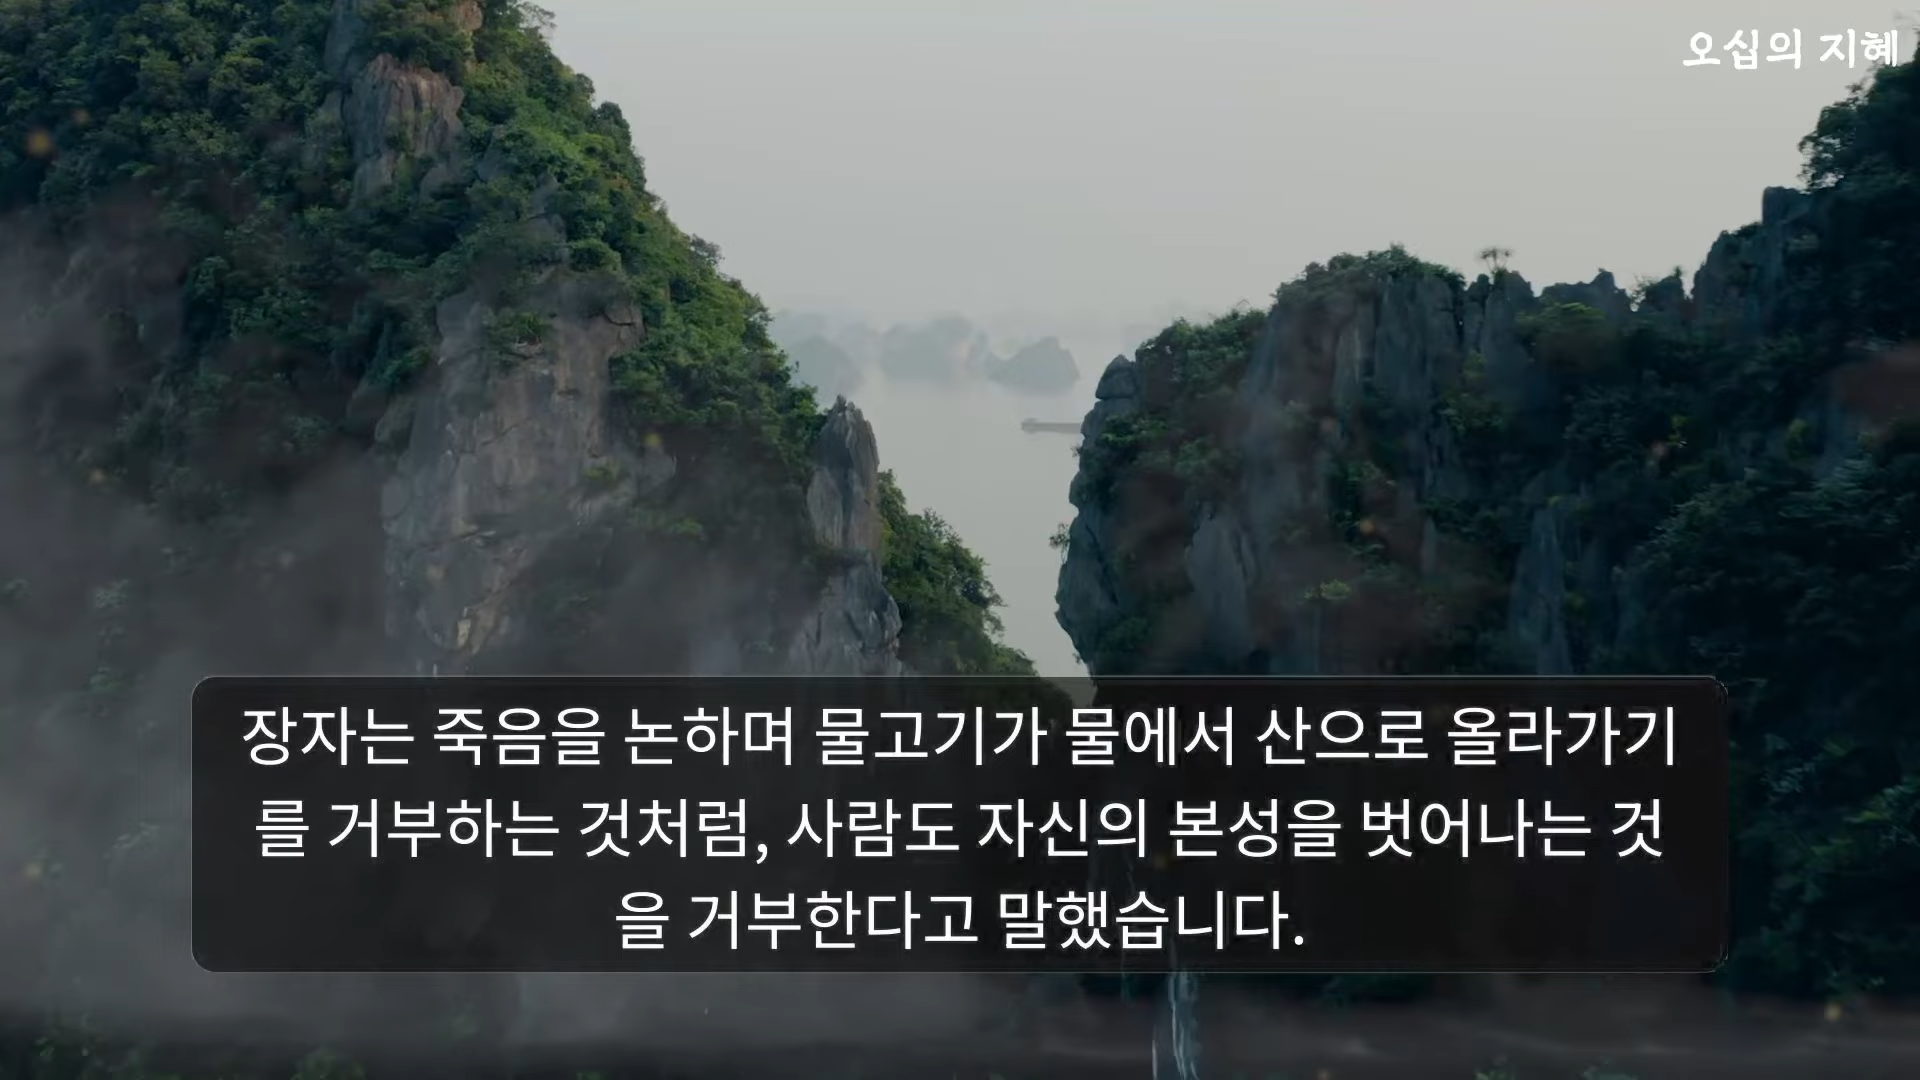 오십의 지혜
장자는 죽음을 논하며 물고기가 물에서 산으로 올라가기
를 거부하는 것처럼, 사람도 자신의 본성을 벗어나는 것
을 거부한다고 말했습니다.